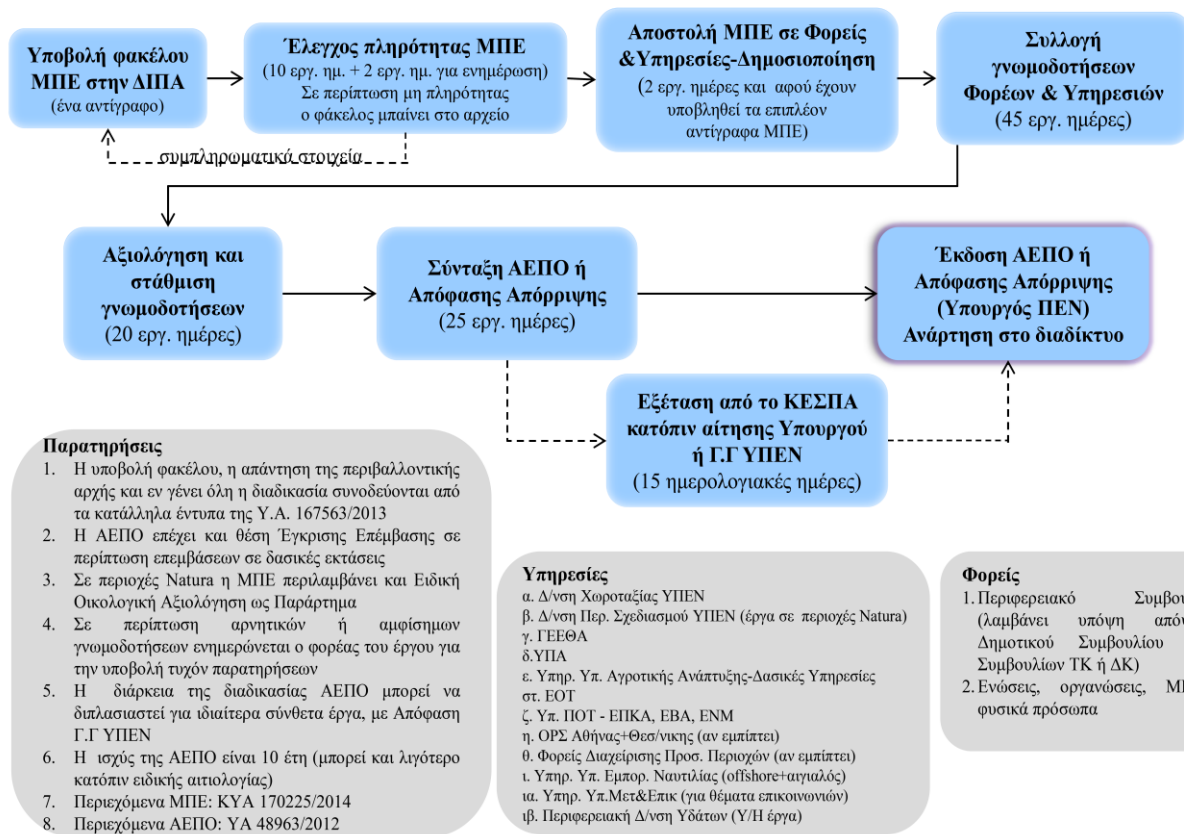 Υποβολή φακέλου
ΜΠΕ στην ΔΙΠΑ
(ένα αντίγραφο)
Έλεγχος πληρότητας ΜΠΕ
(10 εργ. ημ. + 2 εργ. ημ. για ενημέρωση)
Σε περίπτωση μη πληρότητας
ο φάκελος μπαίνει στο αρχείο
Αποστολή ΜΠΕ σε Φορείς
&Υπηρεσίες-Δημοσιοποίηση
(2 εργ. ημέρες και αφού έχουν
υποβληθεί τα επιπλέον
αντίγραφα ΜΠΕ)
Συλλογή
γνωμοδοτήσεων
Φορέων & Υπηρεσιών
(45 εργ. ημέρες)
συμπληρωματικά στοιχεία
Αξιολόγηση και
στάθμιση
γνωμοδοτήσεων
(20 εργ. ημέρες)
Σύνταξη ΑΕΠΟ ή
Απόφασης Απόρριψης
(25 εργ. ημέρες)
Έκδοση ΑΕΠΟ ή
Απόφασης Απόρριψης
(Υπουργός ΠΕΝ)
Ανάρτηση στο διαδίκτυο
Εξέταση από το ΚΕΣΠΑ
κατόπιν αίτησης Υπουργού
ή Γ.Γ ΥΠΕΝ
(15 ημερολογιακές ημέρες)
Παρατηρήσεις
1. Η υποβολή φακέλου, η απάντηση της περιβαλλοντικής
αρχής και εν γένει όλη η διαδικασία συνοδεύονται από
τα κατάλληλα έντυπα της Υ.Α. 167563/2013
2. Η ΑΕΠΟ επέχει και θέση Έγκρισης Επέμβασης σε
περίπτωση επεμβάσεων σε δασικές εκτάσεις
3. Σε περιοχές Natura η ΜΠΕ περιλαμβάνει και Ειδική
Οικολογική Αξιολόγηση ως Παράρτημα
4. Σε περίπτωση αρνητικών ή αμφίσημων
γνωμοδοτήσεων ενημερώνεται ο φορέας του έργου για
την υποβολή τυχόν παρατηρήσεων
5. Η διάρκεια της διαδικασίας ΑΕΠΟ μπορεί να
διπλασιαστεί για ιδιαίτερα σύνθετα έργα, με Απόφαση
Γ.Γ ΥΠΕΝ
6. Η ισχύς της ΑΕΠΟ είναι 10 έτη (μπορεί και λιγότερο
κατόπιν ειδικής αιτιολογίας)
7. Περιεχόμενα ΜΠΕ: ΚΥΑ 170225/2014
8. Περιεχόμενα ΑΕΠΟ: ΥΑ 48963/2012
Υπηρεσίες
α. Δ/νση Χωροταξίας ΥΠΕΝ
β. Δ/νση Περ. Σχεδιασμού ΥΠΕΝ (έργα σε περιοχές Natura)
γ. ΓΕΕΘΑ
δ.ΥΠΑ
ε. Υπηρ. Υπ. Αγροτικής Ανάπτυξης-Δασικές Υπηρεσίες
στ. ΕΟΤ
ζ. Υπ. ΠΟΤ - ΕΠΚΑ, ΕΒΑ, ΕΝΜ
η. ΟΡΣ Αθήνας+Θεσ/νικης (αν εμπίπτει)
θ. Φορείς Διαχείρισης Προσ. Περιοχών (αν εμπίπτει)
ι. Υπηρ. Υπ. Εμπορ. Ναυτιλίας (offshore+αιγιαλός)
ια. Υπηρ. Υπ.Μετ&Επικ (για θέματα επικοινωνιών)
ιβ. Περιφερειακή Δ/νση Υδάτων (Υ/Η έργα)
Φορείς
1. Περιφερειακό Συμβου
(λαμβάνει υπόψη από
Δημοτικού Συμβουλίου
Συμβουλίων ΤΚ ή ΔΚ)
2. Ενώσεις, οργανώσεις,
φυσικά πρόσωπα